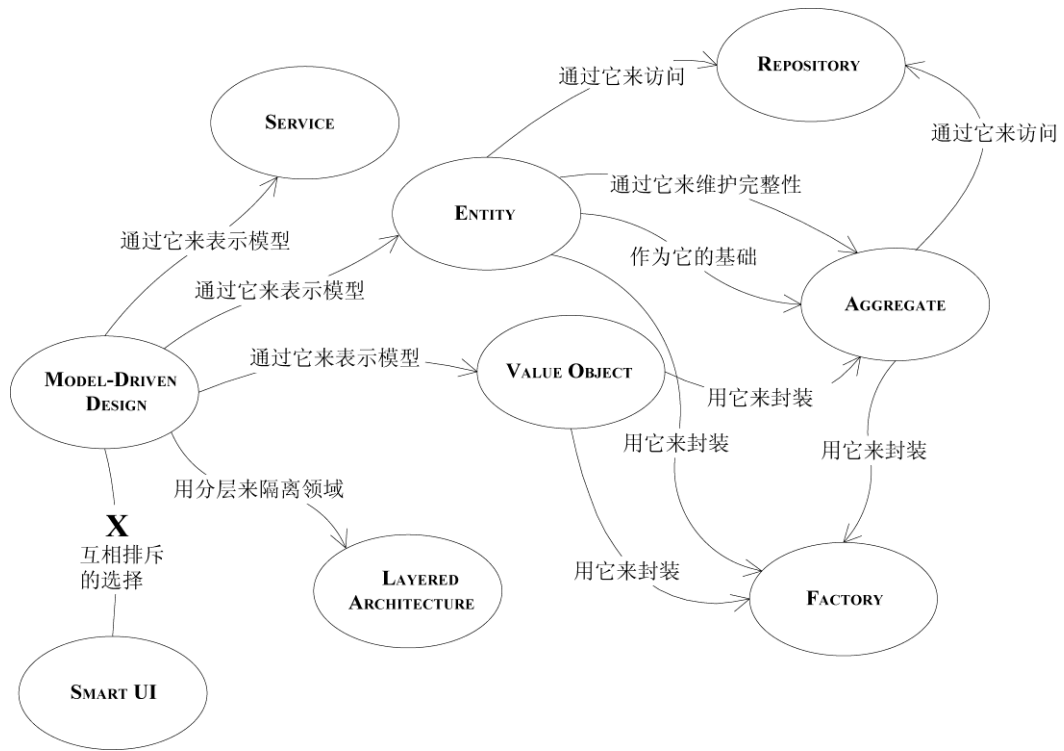 REPOSITORY
通过它来访问
SERVICE
通过它来访问
通过它来维护完整性
ENTITY
通过它来表示模型
作为它的基础
通过它来表示模型
AGGREGATE
通过它来表示模型
VALUE OBJECT
MODEL-DRIVEN
DESIGN
用它来封装
用它来封装
用它来封装
用分层来隔离领域
X
互相排斥
的选择
用它来封装
LAYERED
ARCHITECTURE
FACTORY
SMART UI